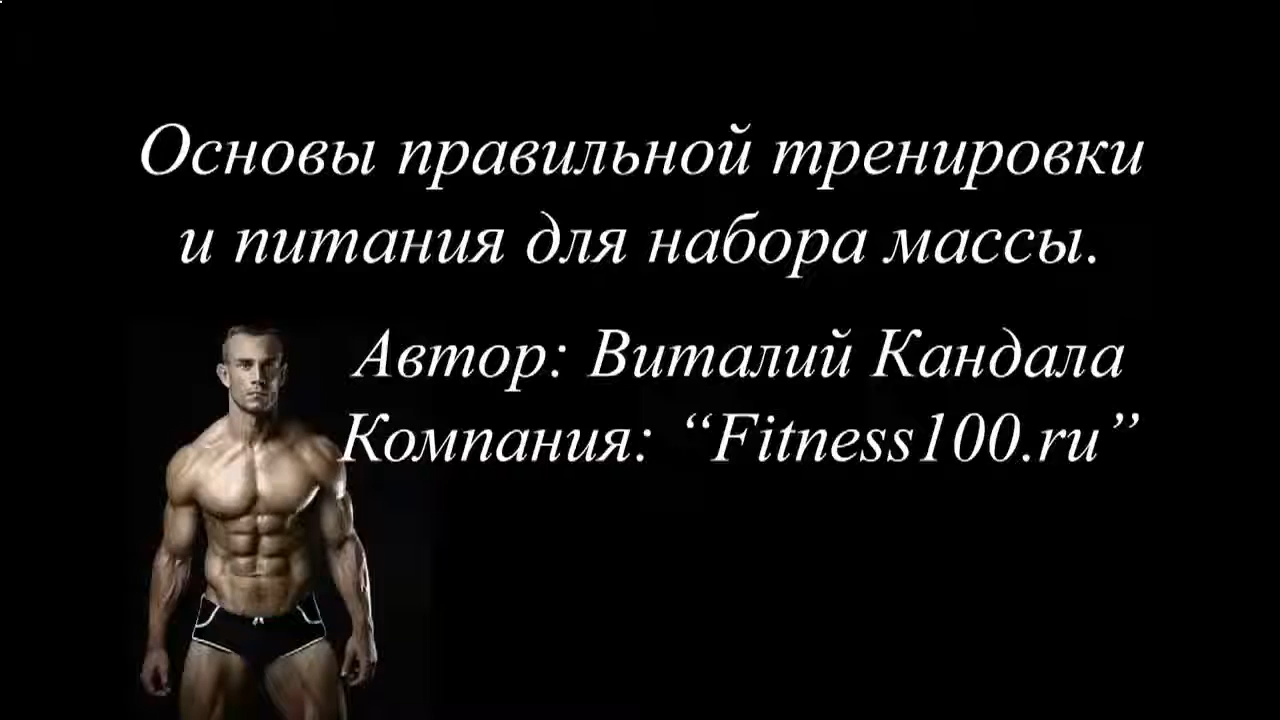 Основы правильной тренировки
и питания для набора массы.
Автор: Виталий Кандала
Компания: “Fitness100.ru”